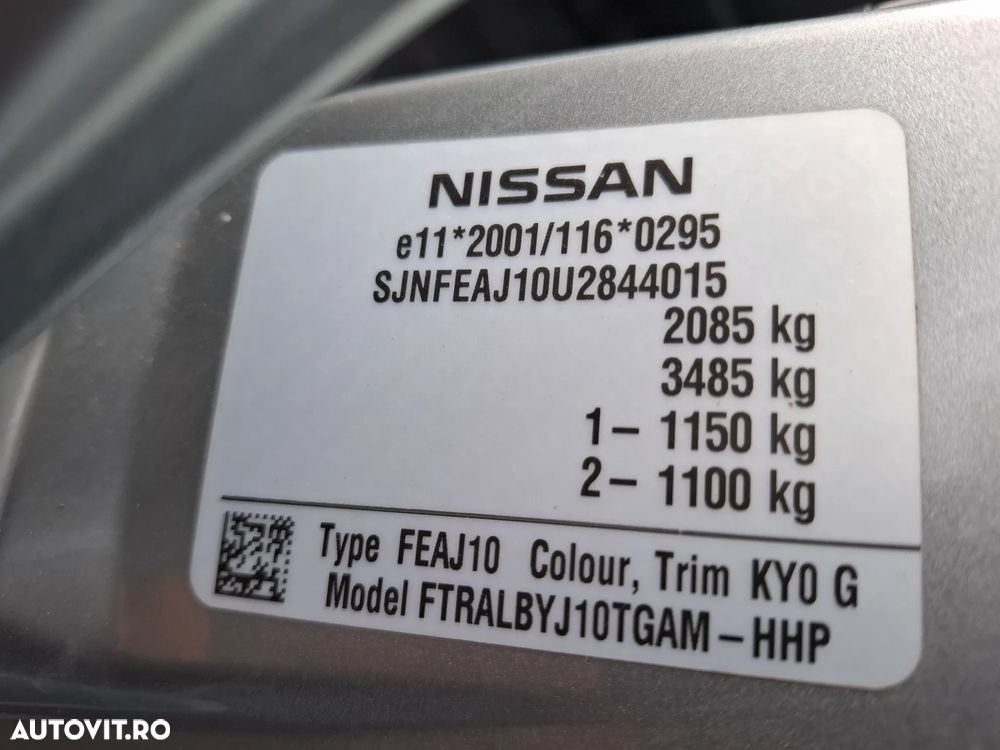 NISSAN
e11*2001/116*0295
SJNFEAJ10U2844015
2085 kg
3485 kg
1- 1150 kg
2- 1100 kg
Type FEAJ10 Colour, Trim KY0 G
Model FTRALBYJ10TGAM-HHP
AUTOVIT.RO